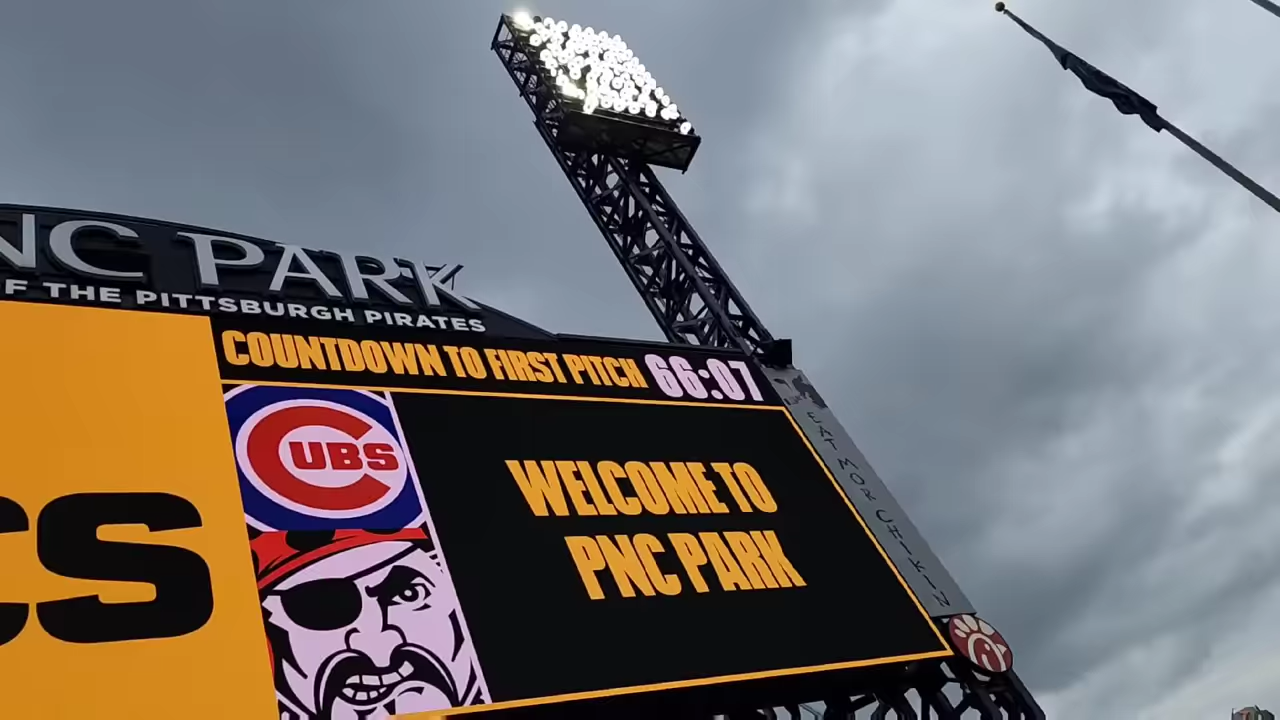 NC PARK
F THE PITTSBURGH PIRATES
COUNTDOWN TO FIRST PITCH 66:07
CUBS
WELCOME TO
PNC PARK
CS
EAT MOR CHIKIN